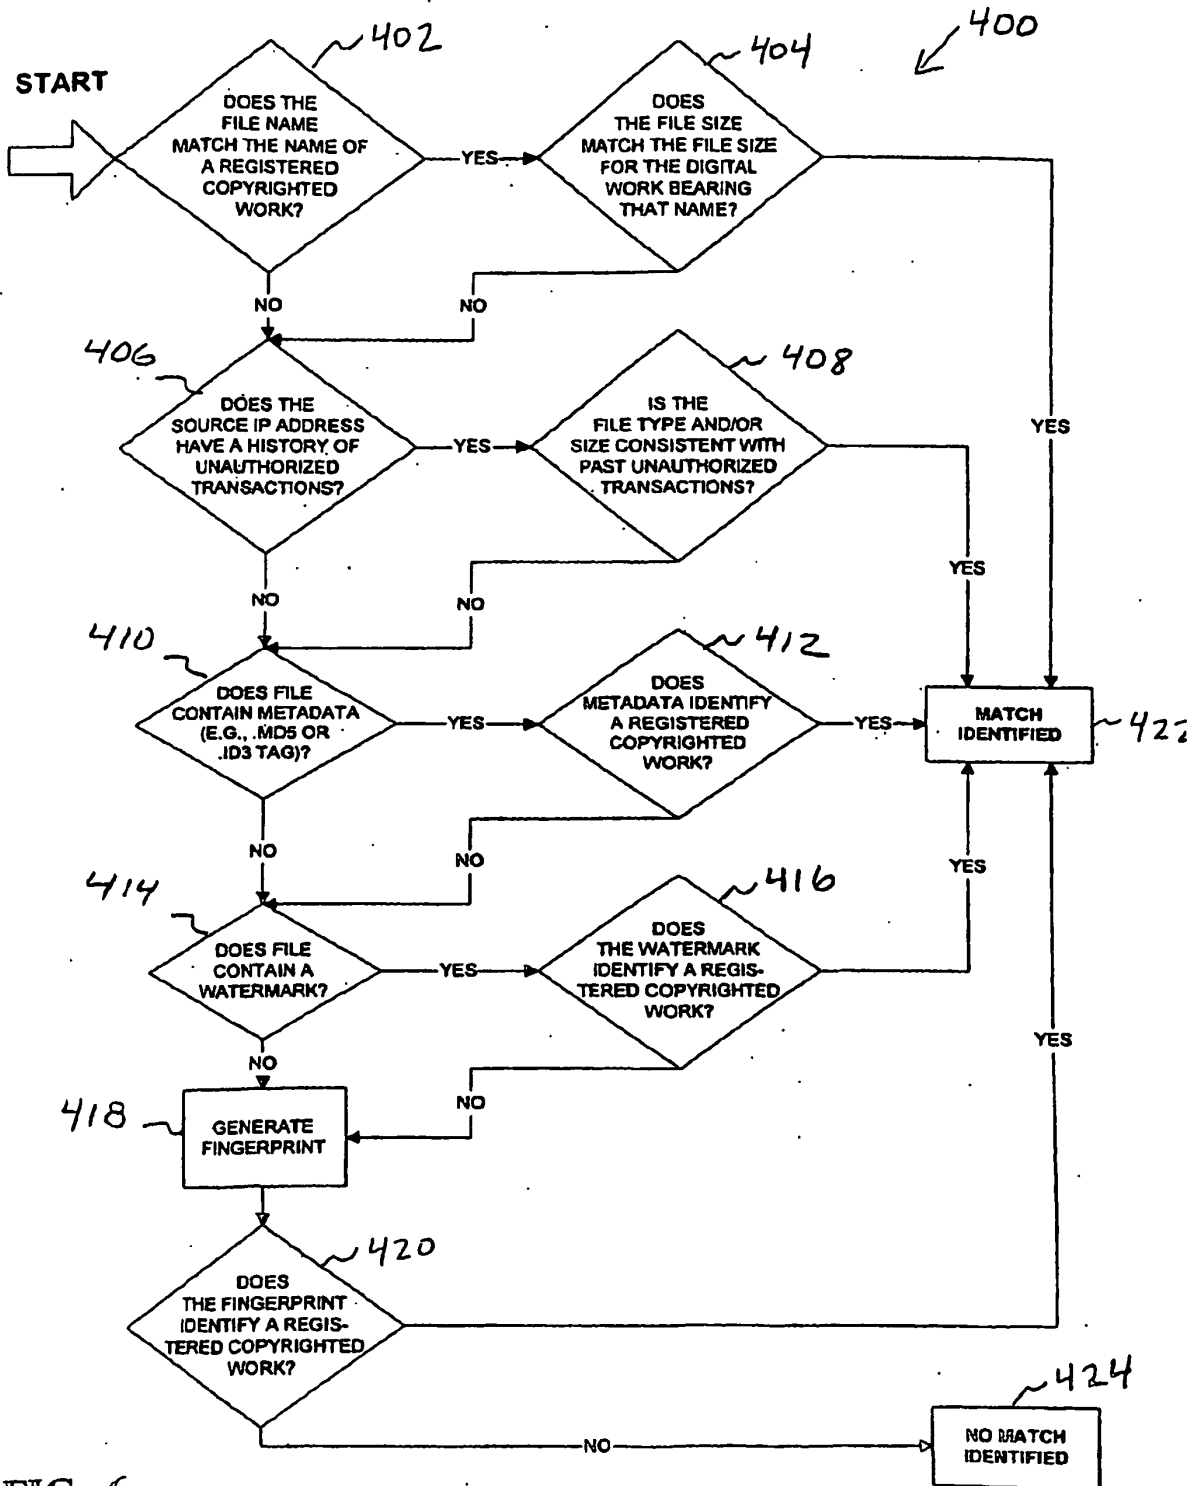 402
404
400
START
DOES THE
FILE NAME
MATCH THE NAME OF
A REGISTERED
COPYRIGHTED
WORK?
YES
DOES
THE FILE SIZE
MATCH THE FILE SIZE
FOR THE DIGITAL
WORK BEARING
THAT NAME?
NO
NO
YES
406
DOES THE
SOURCE IP ADDRESS
HAVE A HISTORY OF
UNAUTHORIZED
TRANSACTIONS?
YES
408
IS THE
FILE TYPE AND/OR
SIZE CONSISTENT WITH
PAST UNAUTHORIZED
TRANSACTIONS?
YES
NO
NO
410
DOES FILE
CONTAIN METADATA
(E.G., .MD5 OR
.ID3 TAG)?
YES
412
DOES
METADATA IDENTIFY
A REGISTERED
COPYRIGHTED
WORK?
YES
MATCH
IDENTIFIED
422
NO
NO
YES
414
DOES FILE
CONTAIN A
WATERMARK?
YES
416
DOES
THE WATERMARK
IDENTIFY A REGIS-
TERED COPYRIGHTED
WORK?
NO
NO
YES
418
GENERATE
FINGERPRINT
420
DOES
THE FINGERPRINT
IDENTIFY A REGIS-
TERED COPYRIGHTED
WORK?
NO
424
NO MATCH
IDENTIFIED